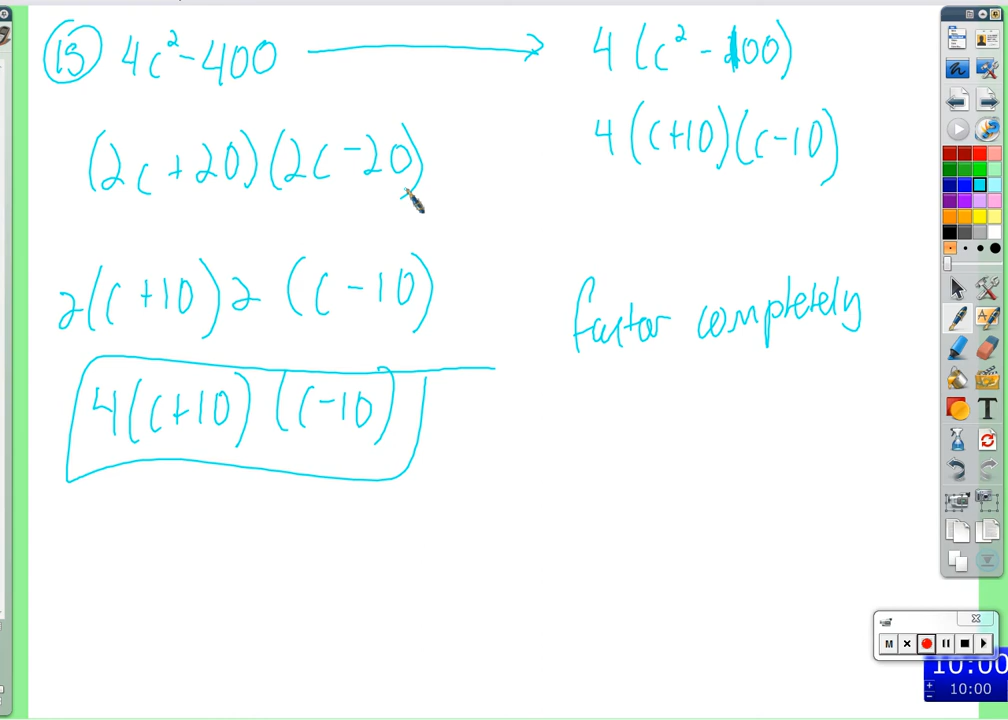 15 4c² - 400 → 4(c² - 100)
(2c + 20)(2c - 20) 4(c+10)(c-10)
2(c+10)2(c-10)
factor completely
4(c+10)(c-10)
M
10:00
10:00